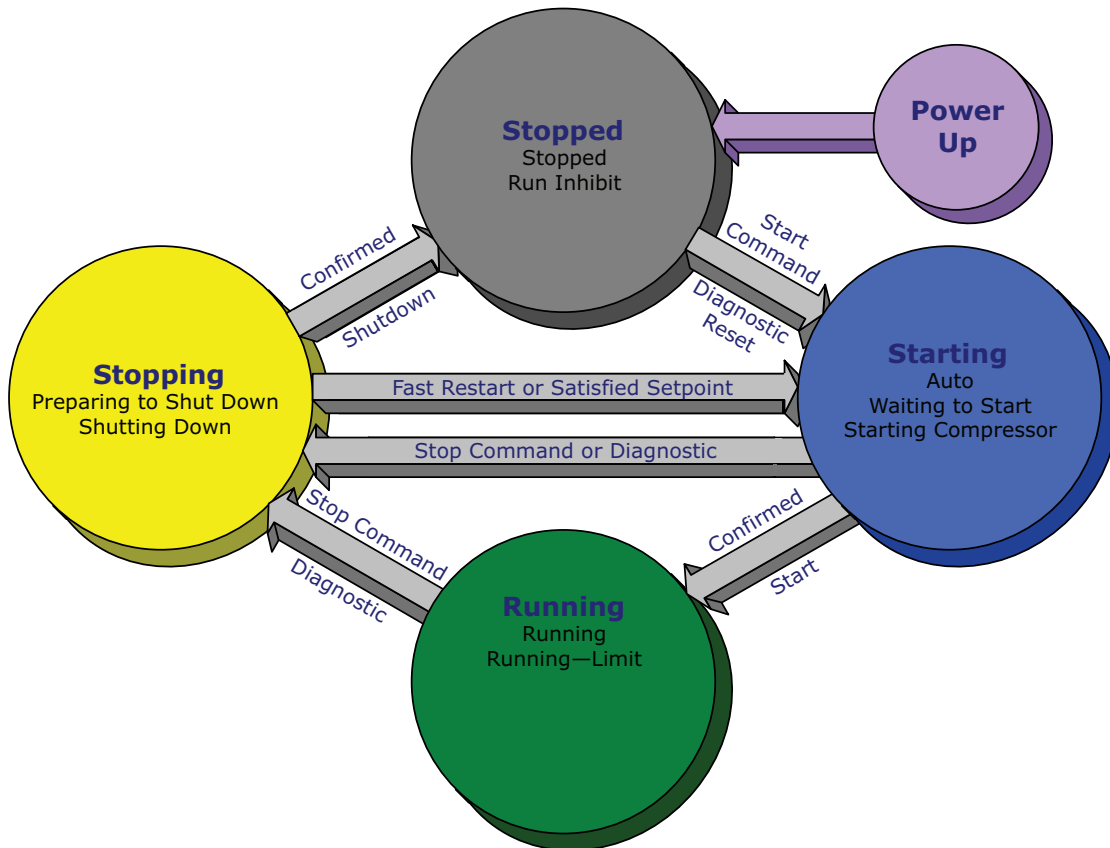 Stopped
Stopped
Run Inhibit
Power
Up
Confirmed
Shutdown
Start
Command
Diagnostic
Reset
Stopping
Preparing to Shut Down
Shutting Down
Fast Restart or Satisfied Setpoint
Stop Command or Diagnostic
Starting
Auto
Waiting to Start
Starting Compressor
Stop Command
Diagnostic
Confirmed
Start
Running
Running
Running—Limit